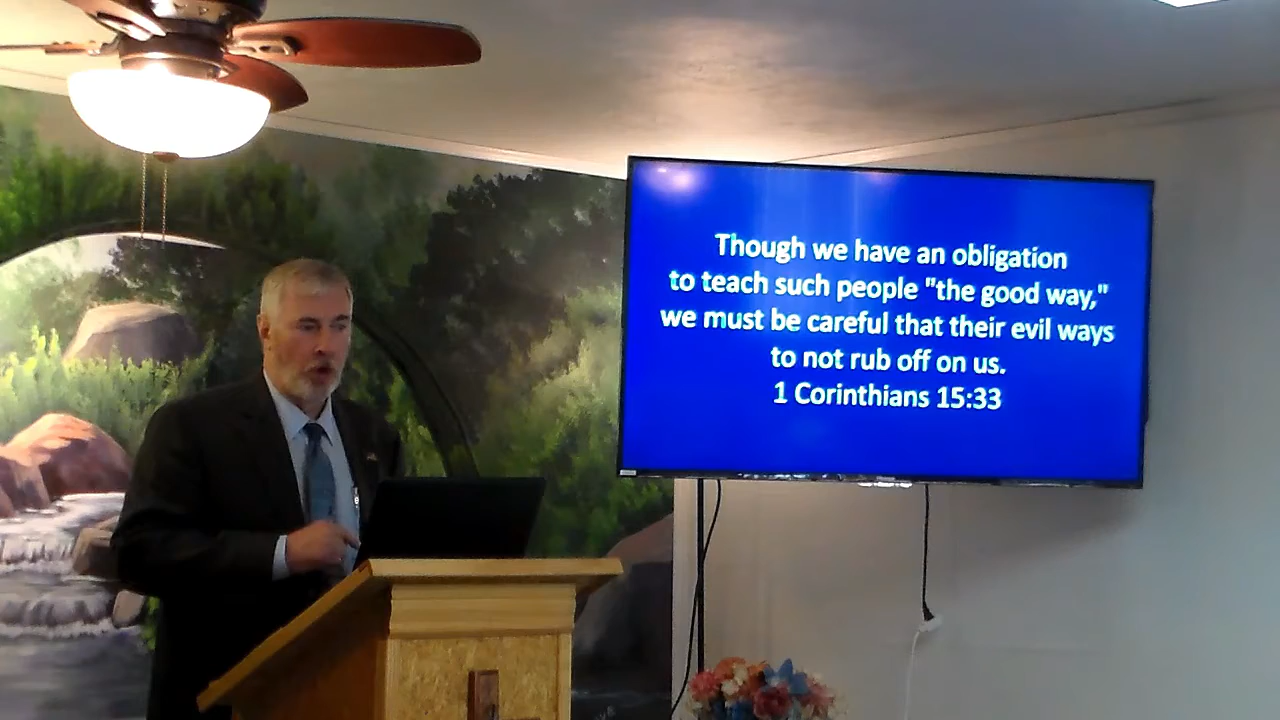 Though we have an obligation
to teach such people "the good way,"
we must be careful that their evil ways
to not rub off on us.
1 Corinthians 15:33